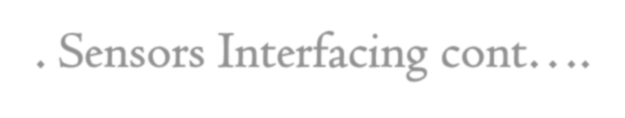 . Sensors Interfacing cont….